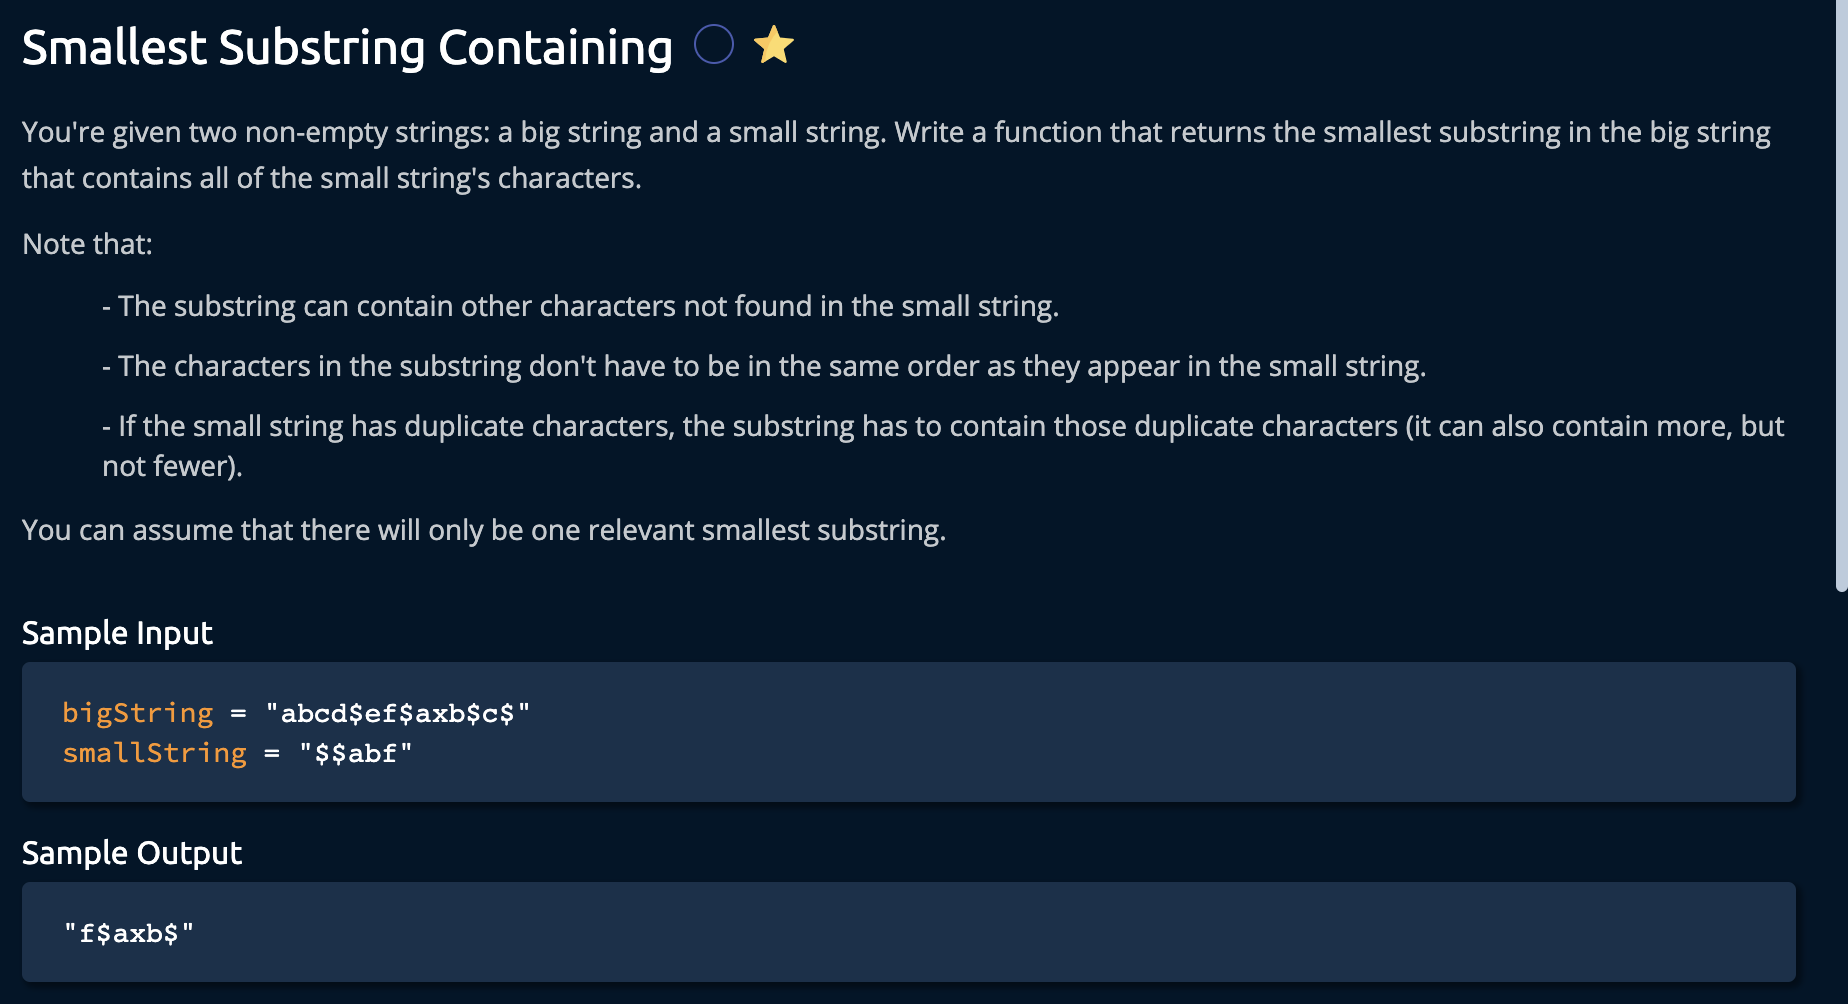 Smallest Substring Containing
You're given two non-empty strings: a big string and a small string. Write a function that returns the smallest substring in the big string
that contains all of the small string's characters.
Note that:
- The substring can contain other characters not found in the small string.
- The characters in the substring don't have to be in the same order as they appear in the small string.
- If the small string has duplicate characters, the substring has to contain those duplicate characters (it can also contain more, but
not fewer).
You can assume that there will only be one relevant smallest substring.
Sample Input
bigString = "abcd$ef$axb$c$"
smallString = "$$abf"
Sample Output
"f$axb$"